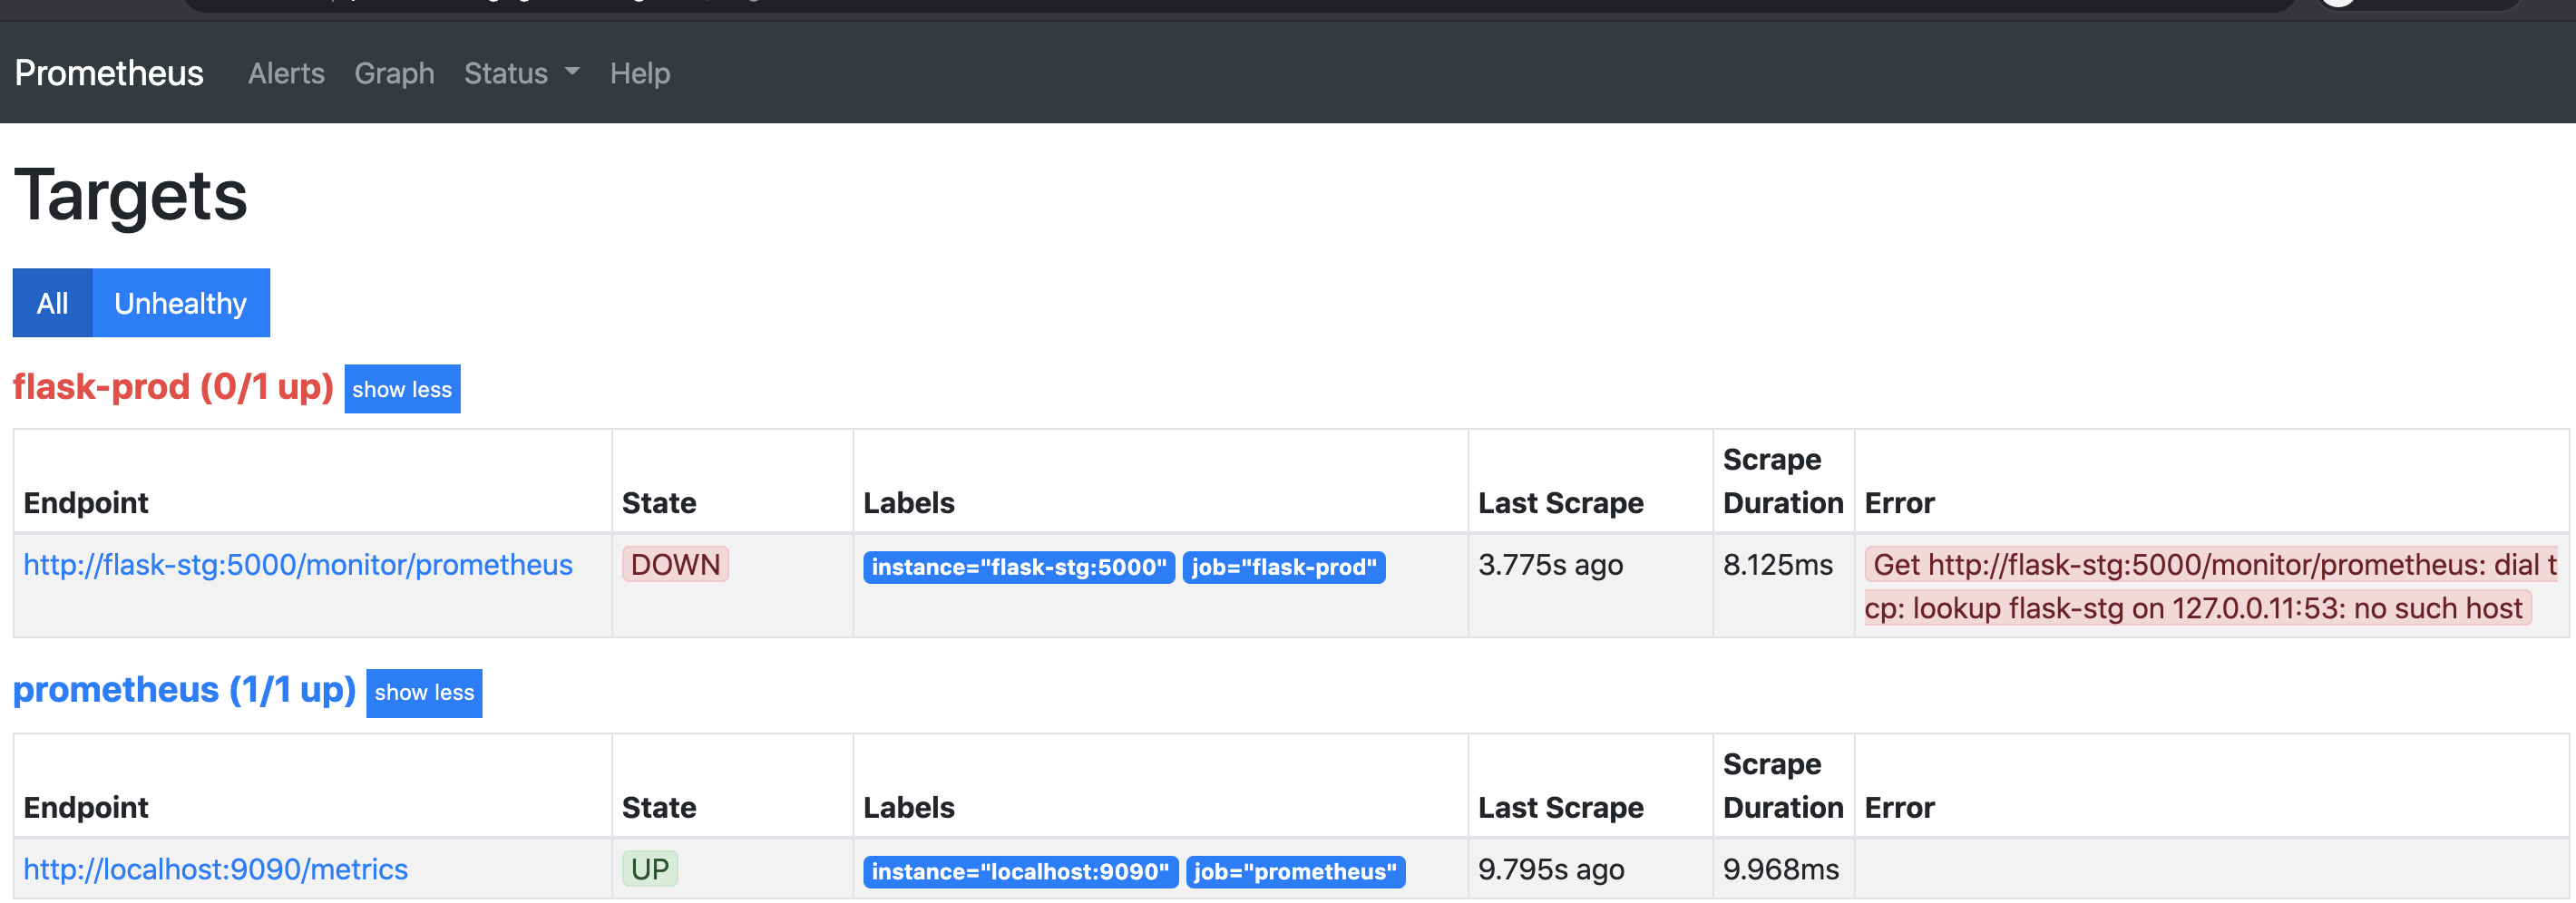 Prometheus Alerts Graph Status Help
Targets
All Unhealthy
flask-prod (0/1 up) show less
Endpoint State Labels Last Scrape Scrape Duration Error
http://flask-stg:5000/monitor/prometheus DOWN instance="flask-stg:5000" job="flask-prod" 3.775s ago 8.125ms Get http://flask-stg:5000/monitor/prometheus: dial t
cp: lookup flask-stg on 127.0.0.11:53: no such host
prometheus (1/1 up) show less
Endpoint State Labels Last Scrape Scrape Duration Error
http://localhost:9090/metrics UP instance="localhost:9090" job="prometheus" 9.795s ago 9.968ms